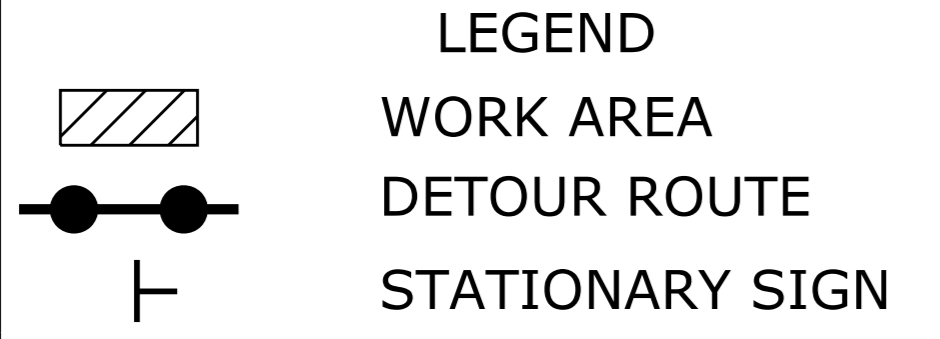 LEGEND
WORK AREA
DETOUR ROUTE
STATIONARY SIGN